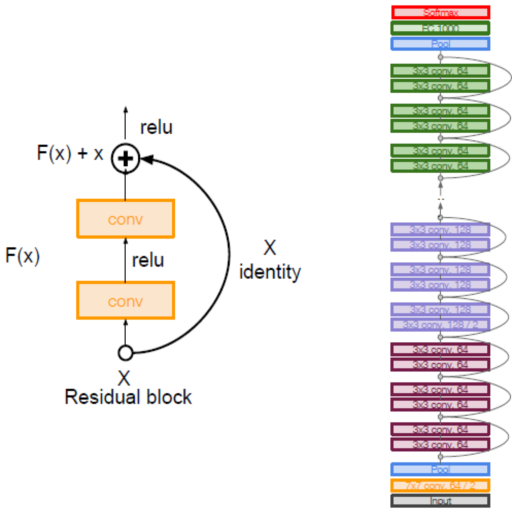 relu
F(x) + x
conv
F(x)
relu
X
identity
conv
X
Residual block
Softmax
FC 1000
Pool
3x3 conv, 64
3x3 conv, 64
3x3 conv, 64
3x3 conv, 64
3x3 conv, 64
3x3 conv, 64
..
3x3 conv, 128
3x3 conv, 128
3x3 conv, 128
3x3 conv, 128
3x3 conv, 128
3x3 conv, 128 / 2
3x3 conv, 64
3x3 conv, 64
3x3 conv, 64
3x3 conv, 64
3x3 conv, 64
3x3 conv, 64
Pool
7x7 conv, 64 / 2
Input